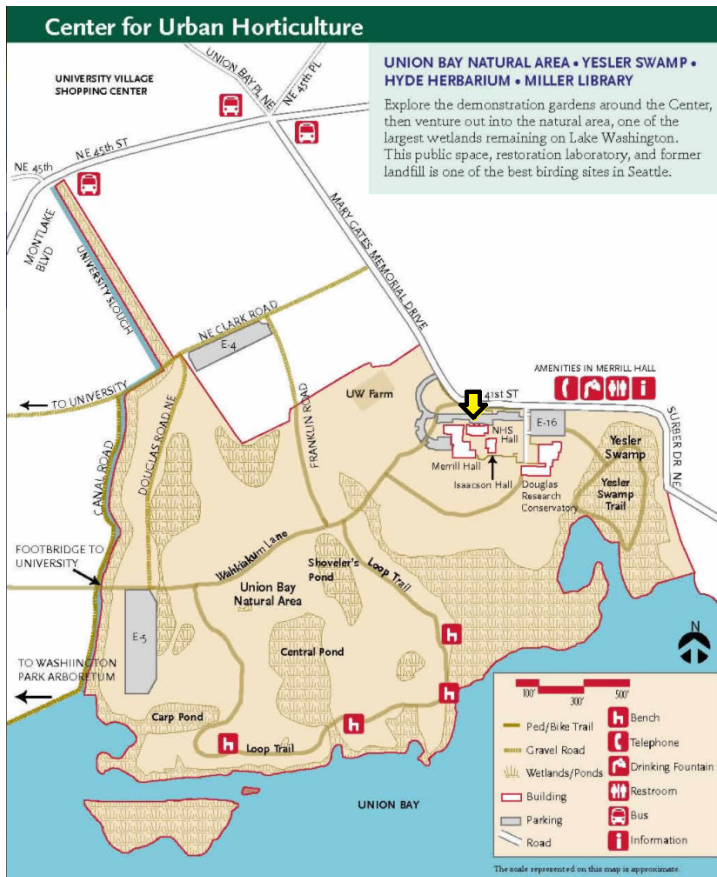 Center for Urban Horticulture
UNION BAY NATURAL AREA • YESLER SWAMP •
HYDE HERBARIUM • MILLER LIBRARY
Explore the demonstration gardens around the Center,
then venture out into the natural area, one of the
largest wetlands remaining on Lake Washington.
This public space, restoration laboratory, and former
landfill is one of the best birding sites in Seattle.
UNIVERSITY VILLAGE
SHOPPING CENTER
UNION BAY PL NE
NE 45th PL
NE 45th ST
NE 45th
MONTLAKE
BLVD
UNIVERSITY SLOUGH
MARY GATES MEMORIAL DRIVE
NE CLARK ROAD
E-4
TO UNIVERSITY
CANAL ROAD
DOUGLAS ROAD NE
FRANKLIN ROAD
UW Farm
AMENITIES IN MERRILL HALL
i
41st ST
NHS
Hall
E-16
Merrill Hall
Isaacson Hall
Douglas
Research
Conservatory
SURBER DR NE
Yesler
Swamp
Yesler
Swamp
Trail
FOOTBRIDGE TO
UNIVERSITY
Wahkiakum Lane
Shoveler's
Pond
Loop Trail
Union Bay
Natural Area
E-5
Central Pond
h
h
h
h
TO WASHIINGTON
PARK ARBORETUM
Carp Pond
Loop Trail
UNION BAY
N
100'
300'
500'
Ped/Bike Trail
Gravel Road
Wetlands/Ponds
Building
Parking
Road
h Bench
Telephone
Drinking Fountain
Restroom
Bus
i Information
The scale represented on this map is approximate.